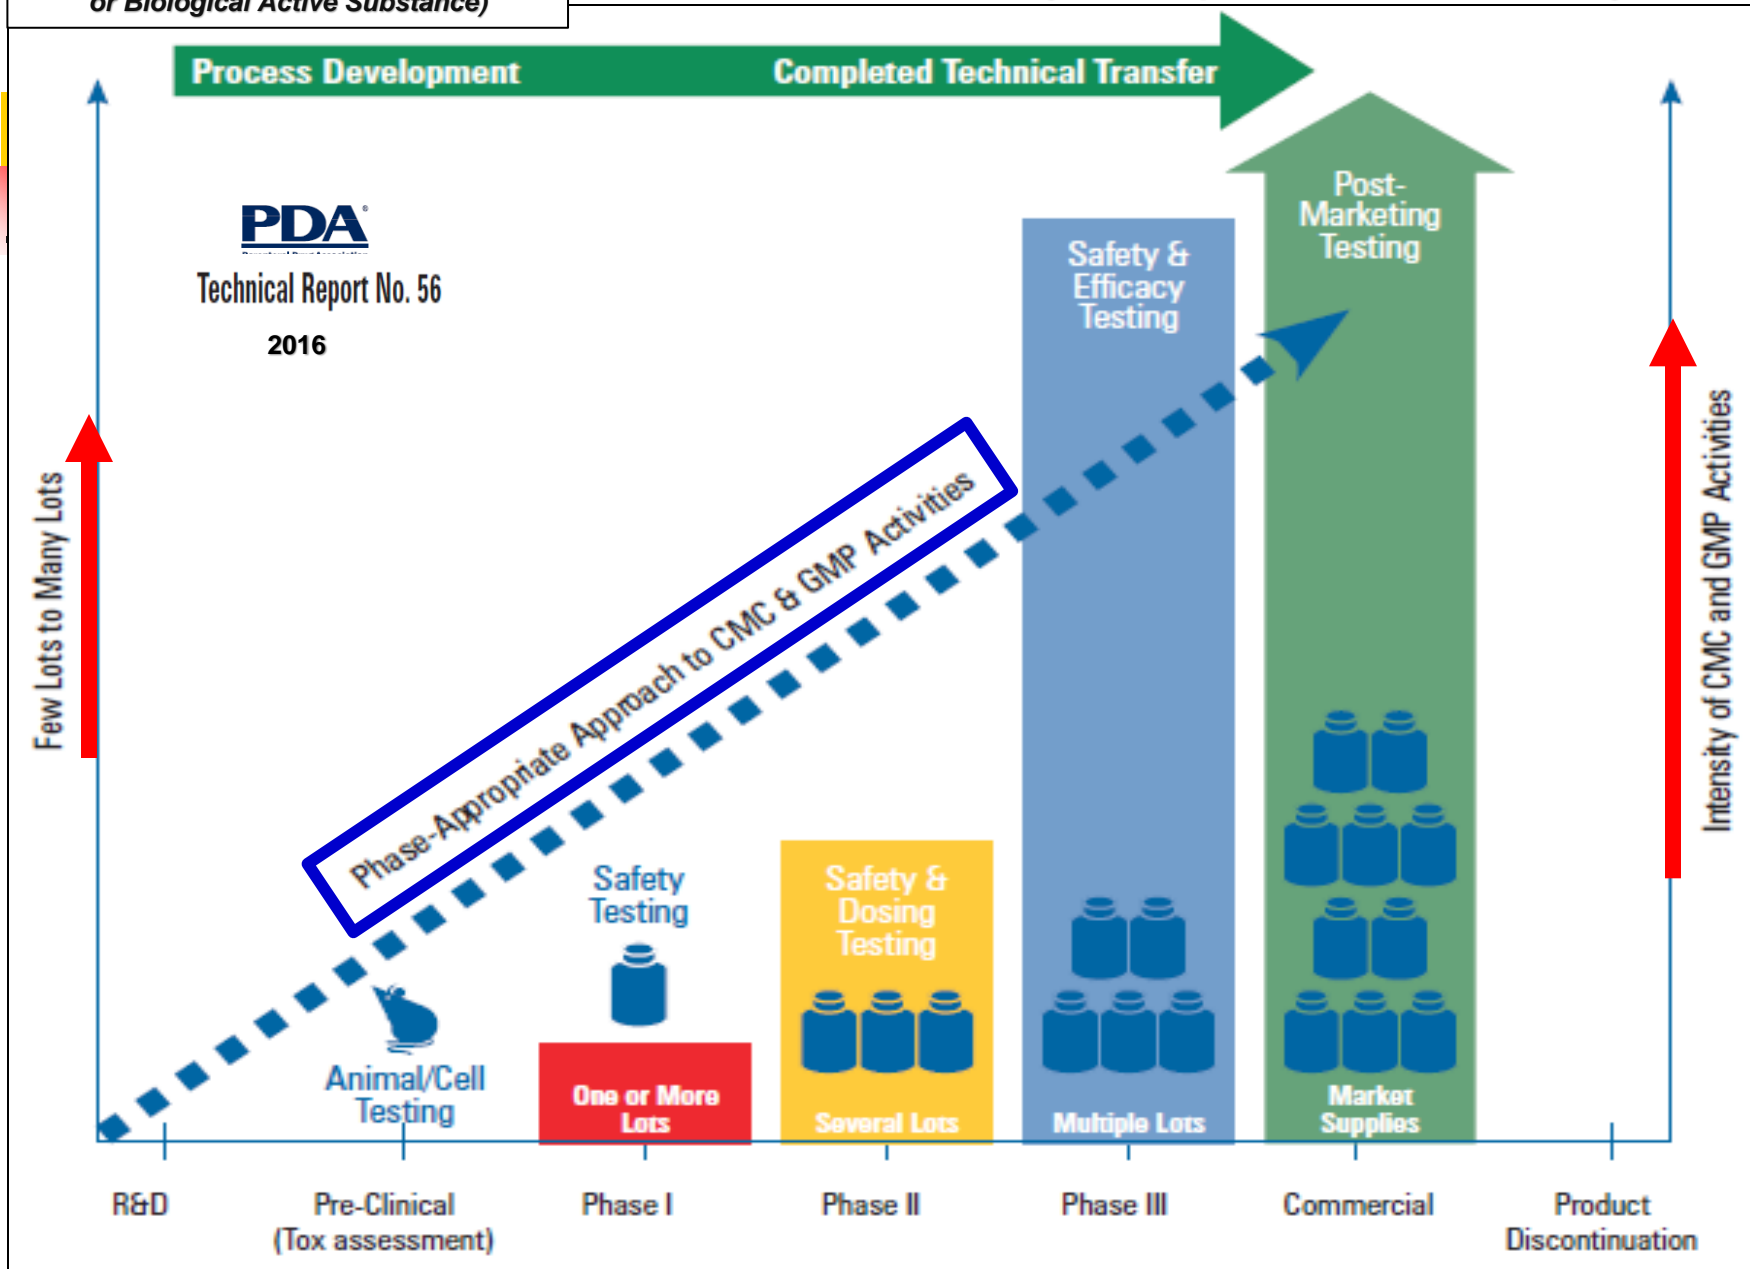 or Biological Active Substance)
Process Development
Completed Technical Transfer
PDA®
Technical Report No. 56
2016
Few Lots to Many Lots
Phase-Appropriate Approach to CMC & GMP Activities
Intensity of CMC and GMP Activities
Post-
Marketing
Testing
Safety &
Efficacy
Testing
Safety
Testing
Safety &
Dosing
Testing
Animal/Cell
Testing
One or More
Lots
Several Lots
Multiple Lots
Market
Supplies
R&D
Pre-Clinical
(Tox assessment)
Phase I
Phase II
Phase III
Commercial
Product
Discontinuation